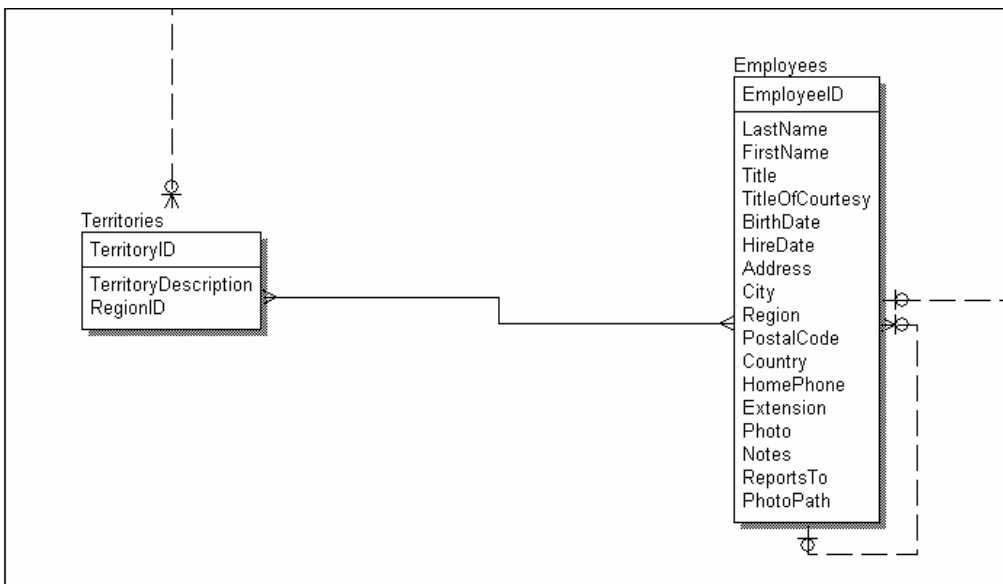 Territories
TerritoryID
TerritoryDescription
RegionID
Employees
EmployeeID
LastName
FirstName
Title
TitleOfCourtesy
BirthDate
HireDate
Address
City
Region
PostalCode
Country
HomePhone
Extension
Photo
Notes
ReportsTo
PhotoPath